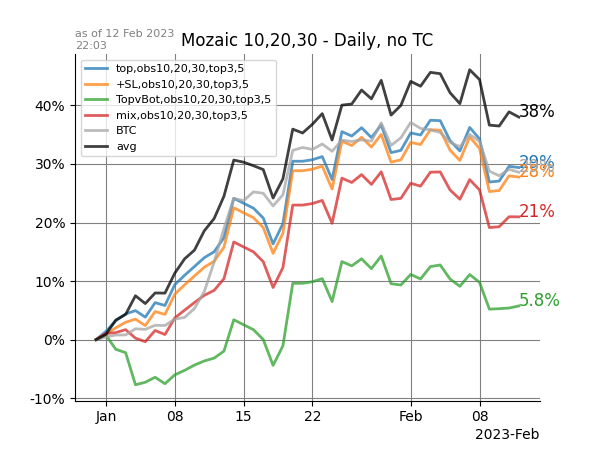 as of 12 Feb 2023
22:03
Mozaic 10,20,30 - Daily, no TC
top,obs10,20,30,top3,5
+SL,obs10,20,30,top3,5
TopvBot,obs10,20,30,top3,5
mix,obs10,20,30,top3,5
BTC
avg
40%
30%
20%
10%
0%
-10%
38%
29%
28%
21%
5.8%
Jan
08
15
22
Feb
08
2023-Feb